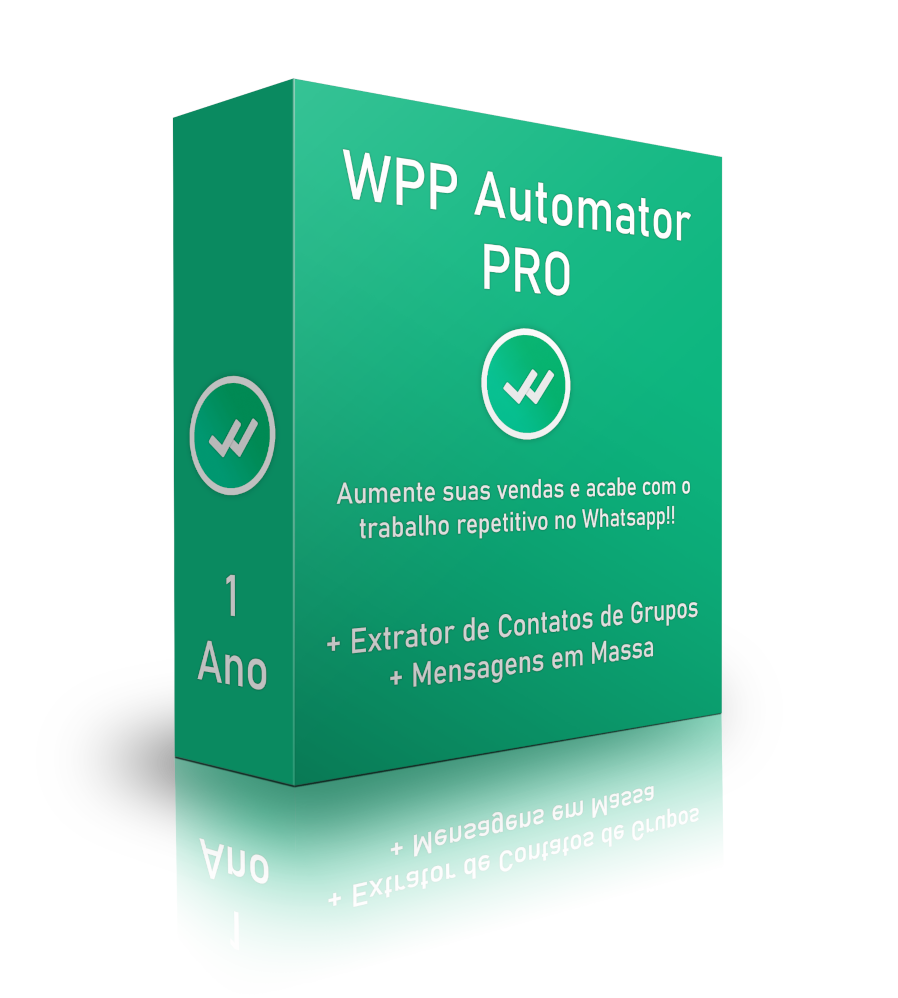 WPP Automator
PRO
Aumente suas vendas e acabe com o
trabalho repetitivo no Whatsapp!!
+ Extrator de Contatos de Grupos
+ Mensagens em Massa
1
Ano